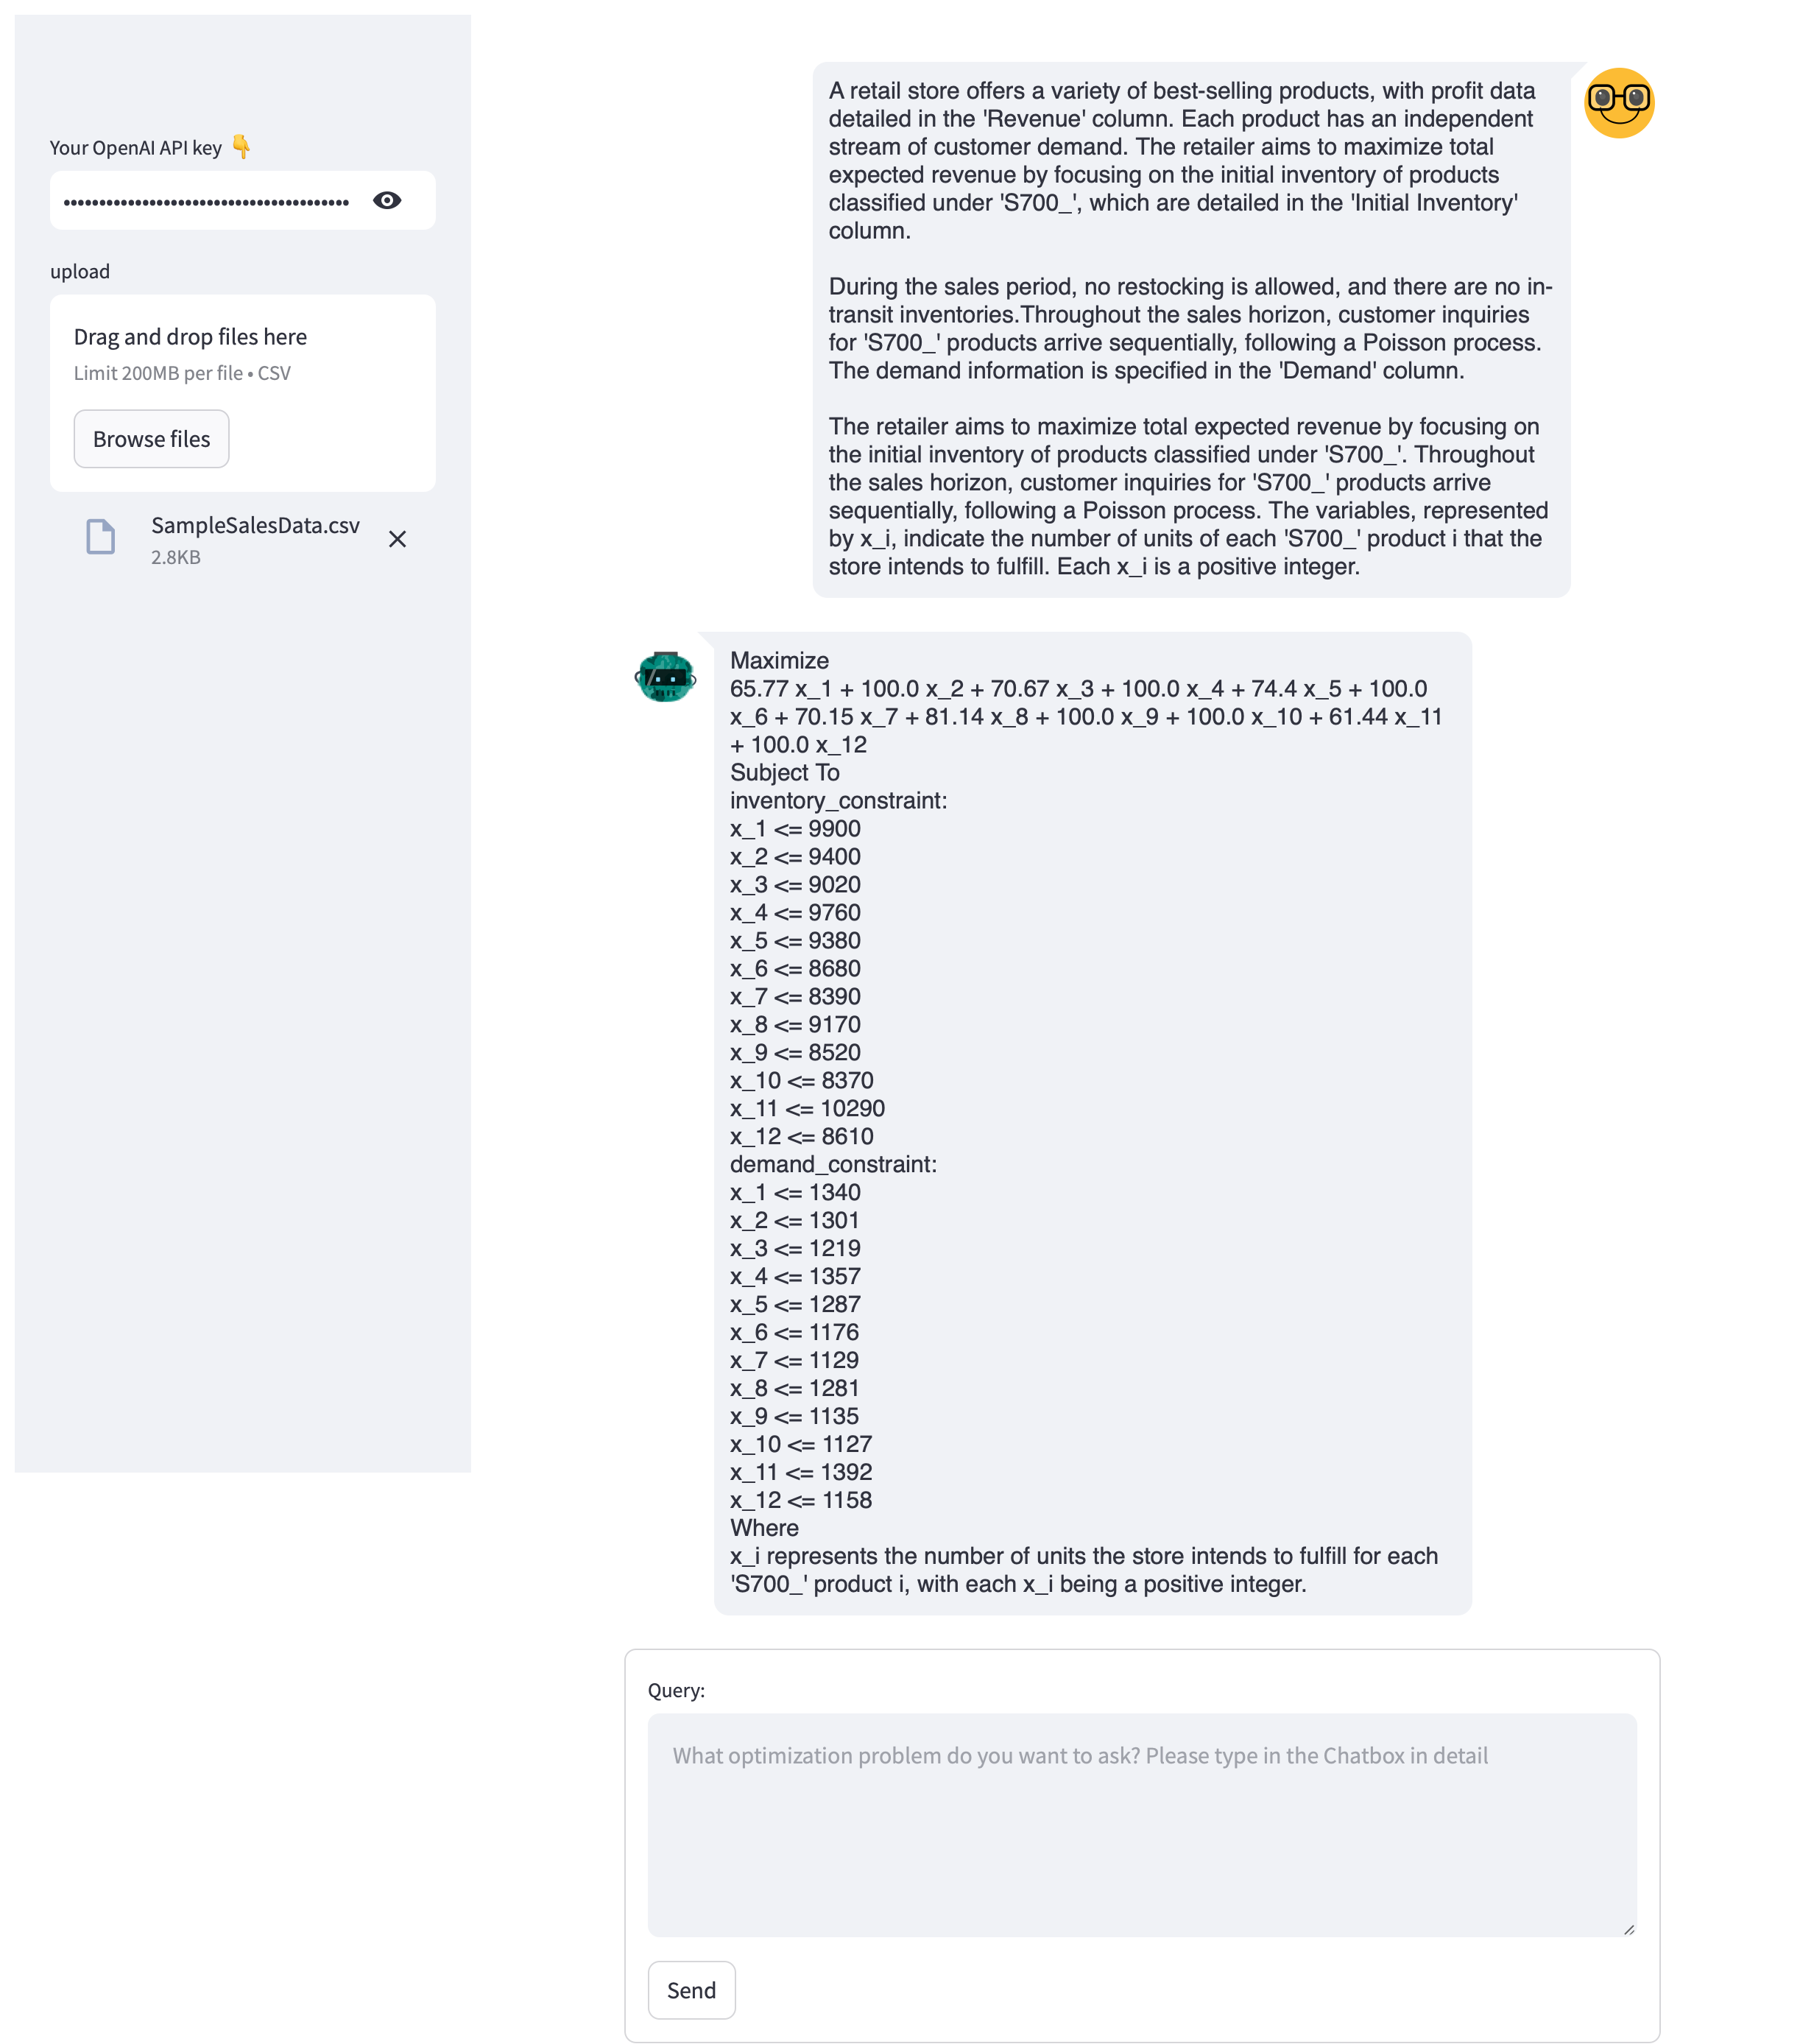 Your OpenAI API key 👇
••••••••••••••••••••••••••••••••••••••••
upload
Drag and drop files here
Limit 200MB per file • CSV
Browse files
SampleSalesData.csv
2.8KB
A retail store offers a variety of best-selling products, with profit data
detailed in the 'Revenue' column. Each product has an independent
stream of customer demand. The retailer aims to maximize total
expected revenue by focusing on the initial inventory of products
classified under 'S700_', which are detailed in the 'Initial Inventory'
column.
During the sales period, no restocking is allowed, and there are no in-
transit inventories.Throughout the sales horizon, customer inquiries
for 'S700_' products arrive sequentially, following a Poisson process.
The demand information is specified in the 'Demand' column.
The retailer aims to maximize total expected revenue by focusing on
the initial inventory of products classified under 'S700_'. Throughout
the sales horizon, customer inquiries for 'S700_' products arrive
sequentially, following a Poisson process. The variables, represented
by x_i, indicate the number of units of each 'S700_' product i that the
store intends to fulfill. Each x_i is a positive integer.
Maximize
65.77 x_1 + 100.0 x_2 + 70.67 x_3 + 100.0 x_4 + 74.4 x_5 + 100.0
x_6 + 70.15 x_7 + 81.14 x_8 + 100.0 x_9 + 100.0 x_10 + 61.44 x_11
+ 100.0 x_12
Subject To
inventory_constraint:
x_1 <= 9900
x_2 <= 9400
x_3 <= 9020
x_4 <= 9760
x_5 <= 9380
x_6 <= 8680
x_7 <= 8390
x_8 <= 9170
x_9 <= 8520
x_10 <= 8370
x_11 <= 10290
x_12 <= 8610
demand_constraint:
x_1 <= 1340
x_2 <= 1301
x_3 <= 1219
x_4 <= 1357
x_5 <= 1287
x_6 <= 1176
x_7 <= 1129
x_8 <= 1281
x_9 <= 1135
x_10 <= 1127
x_11 <= 1392
x_12 <= 1158
Where
x_i represents the number of units the store intends to fulfill for each
'S700_' product i, with each x_i being a positive integer.
Query:
What optimization problem do you want to ask? Please type in the Chatbox in detail
Send